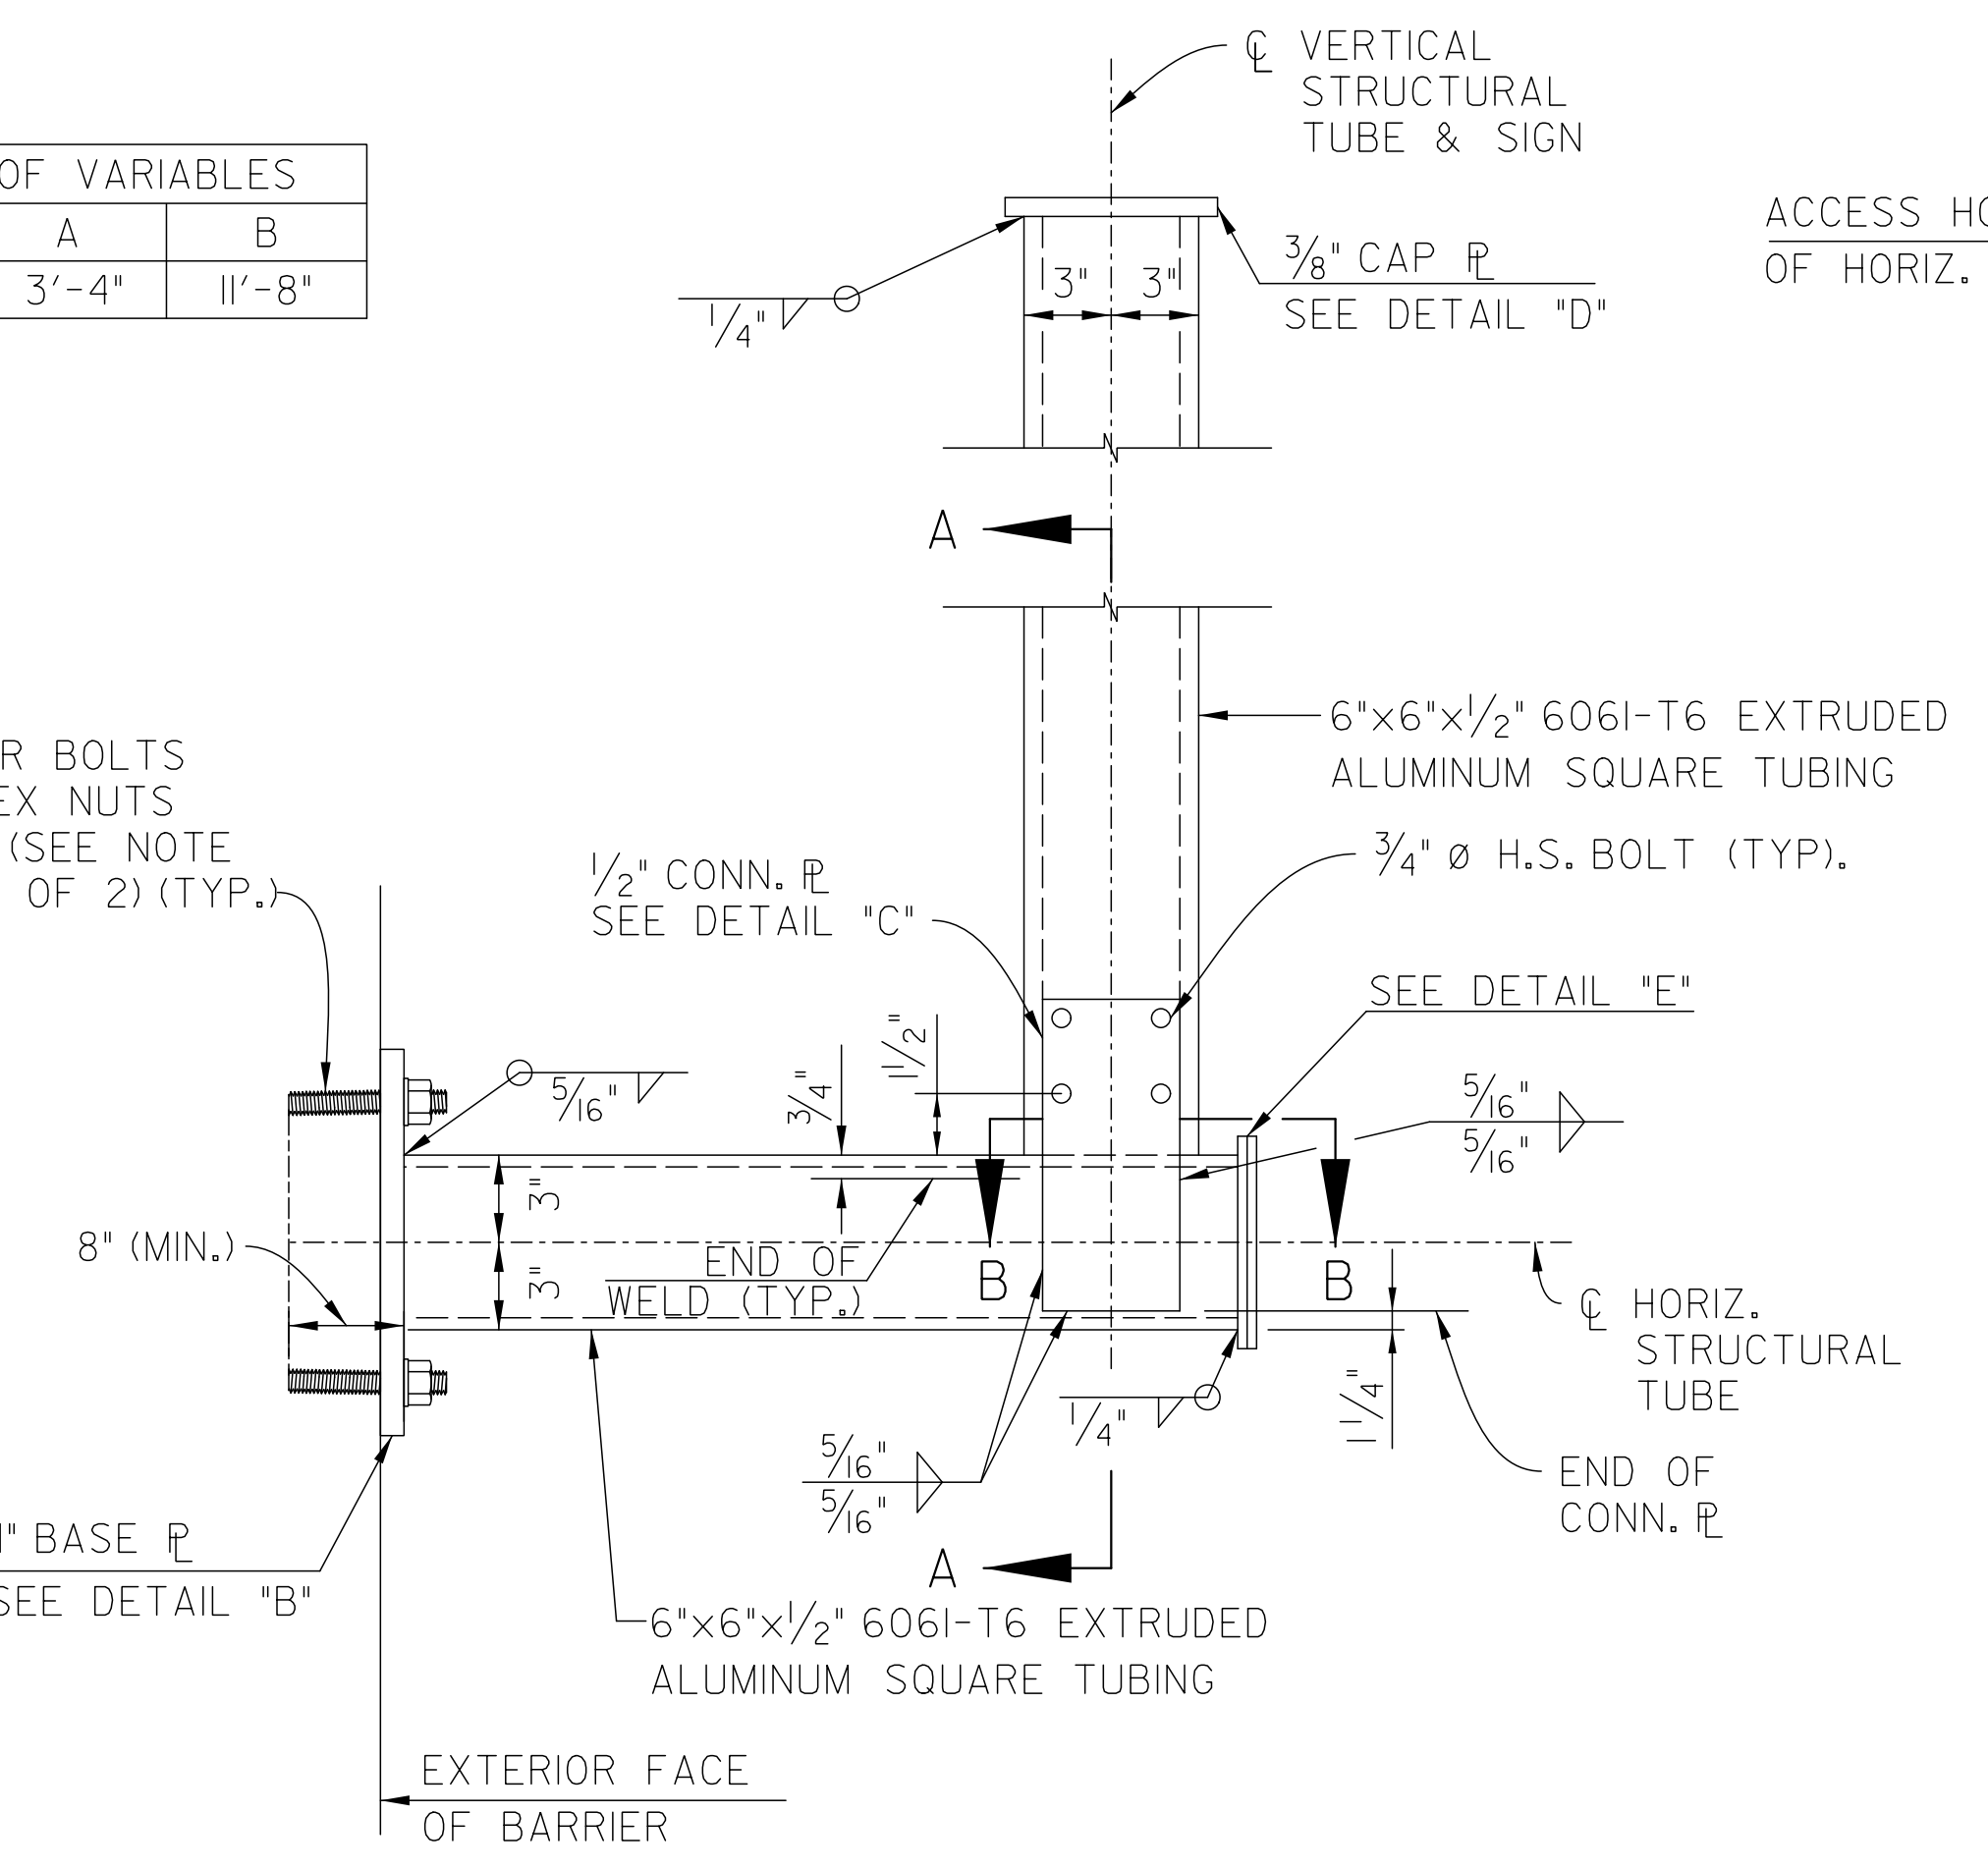 ℄ VERTICAL
STRUCTURAL
TUBE & SIGN
OF VARIABLES
A B
3'-4" 11'-8"
ACCESS
OF HORIZ.
3/8" CAP ℙL
SEE DETAIL "D"
3" 3"
1/4"
A
6"x6"x1/2" 6061-T6 EXTRUDED
ALUMINUM SQUARE TUBING
R BOLTS
EX NUTS
(SEE NOTE
OF 2)(TYP.)
3/4" Ø H.S. BOLT (TYP).
1/2" CONN. ℙL
SEE DETAIL "C"
SEE DETAIL "E"
1 1/2"
3/4"
5/16"
5/16"
5/16"
3"
8" (MIN.)
END OF
WELD (TYP.)
3"
B B
℄ HORIZ.
STRUCTURAL
TUBE
1/4"
1 1/4"
5/16"
5/16"
END OF
CONN. ℙL
1" BASE ℙL
SEE DETAIL "B"
A
6"x6"x1/2" 6061-T6 EXTRUDED
ALUMINUM SQUARE TUBING
EXTERIOR FACE
OF BARRIER